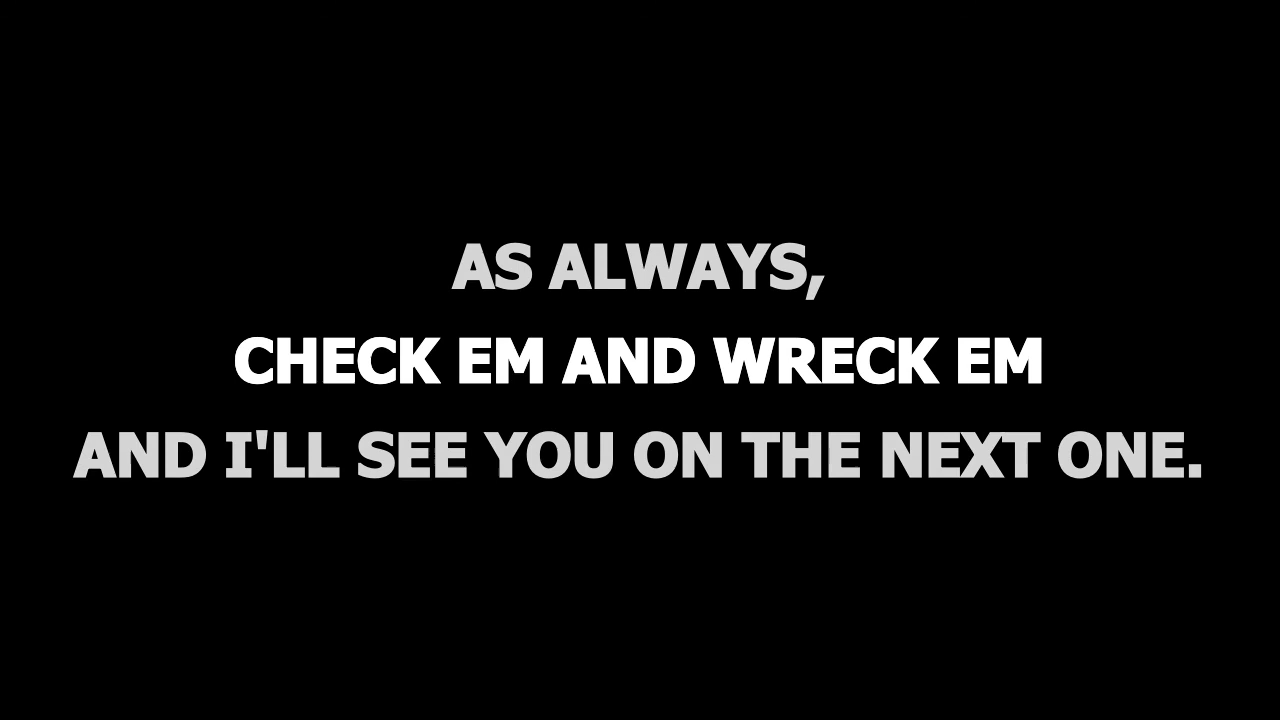 AS ALWAYS,
CHECK EM AND WRECK EM
AND I'LL SEE YOU ON THE NEXT ONE.